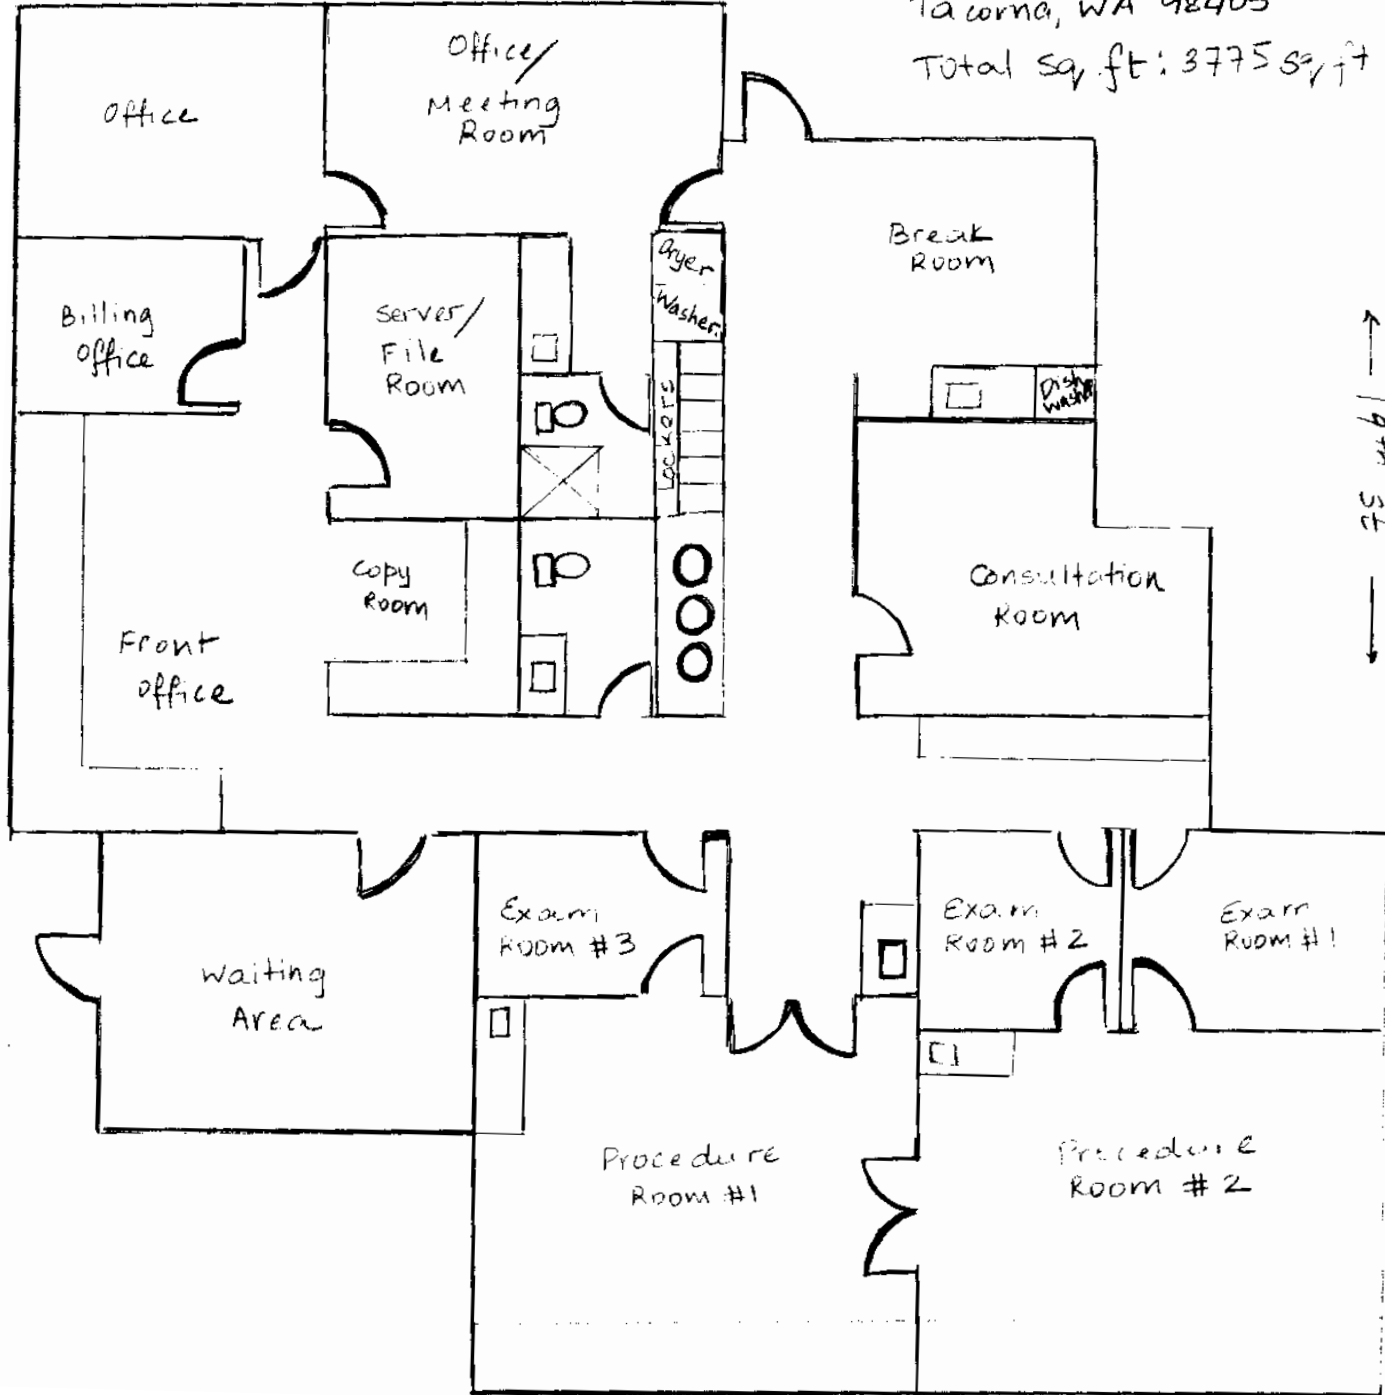 Tacoma, WA 98405
Total sq.ft: 3775 sq ft
Office
Office/
Meeting
Room
Break
Room
Dryer
Washer
Billing
Office
Server/
File
Room
Lockers
Dish
washer
19th St
Copy
Room
Consultation
Room
Front
Office
Exam
Room #3
Exam
Room #2
Exam
Room #1
Waiting
Area
Procedure
Room #1
Procedure
Room #2